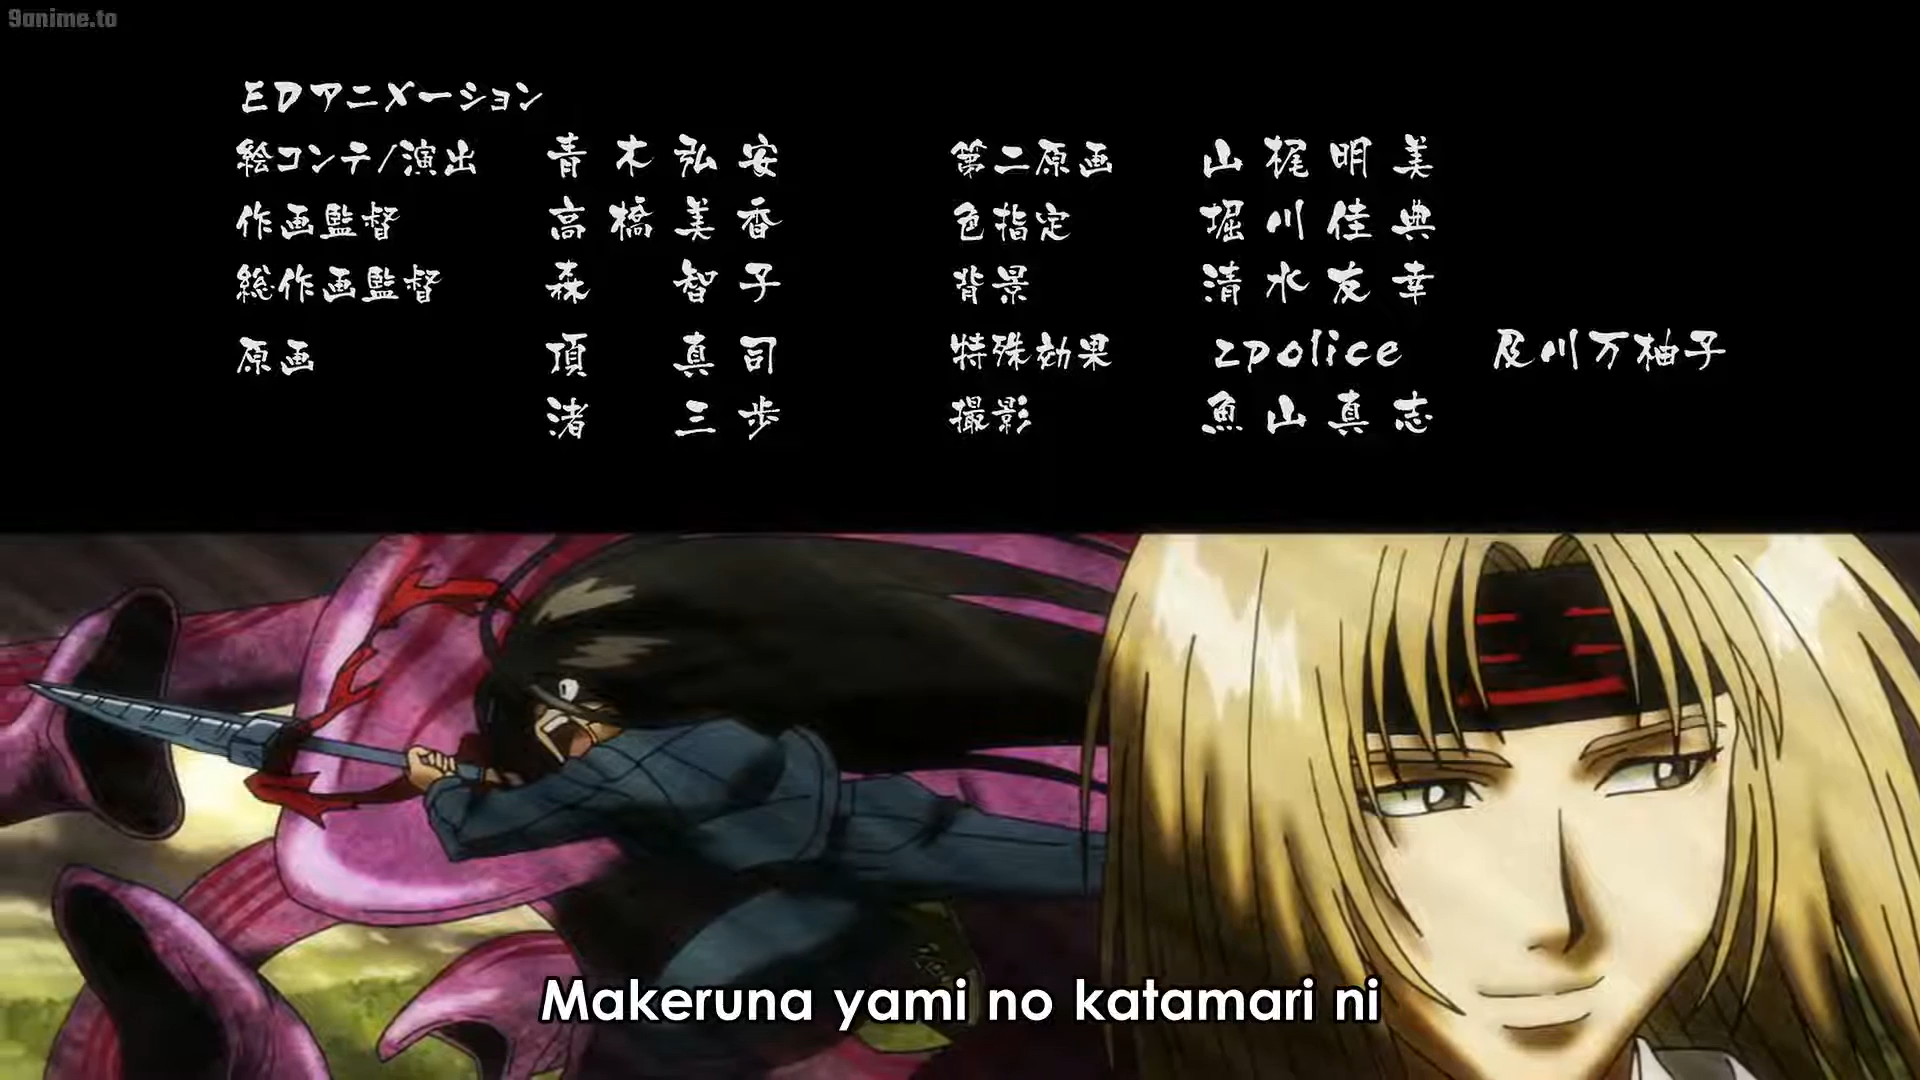 9anime.to
EDアニメーション
絵コンテ/演出 青木弘安
作画監督 高橋美香
総作画監督 森 智子
原画 頂 真司
渚 三歩
第二原画 山梶明美
色指定 堀川佳典
背景 清水友幸
特殊効果 zpolice 及川万柚子
撮影 魚山真志
Makeruna yami no katamari ni